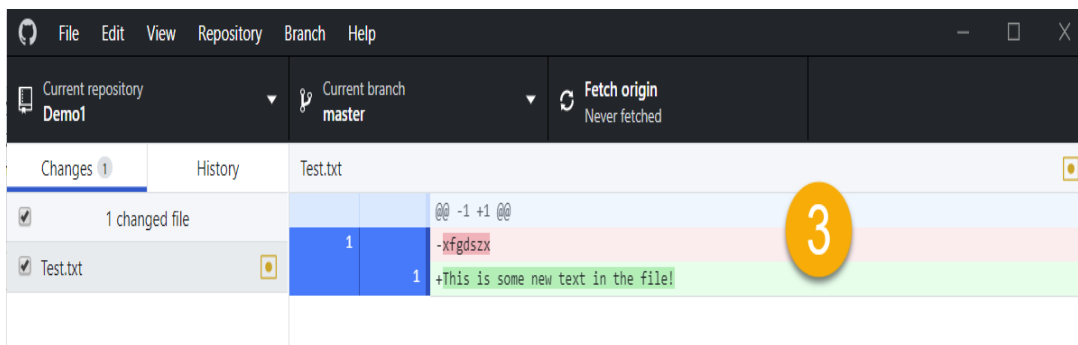 File Edit View Repository Branch Help
Current repository
Demo1
Current branch
master
Fetch origin
Never fetched
Changes 1
History
Test.txt
1 changed file
Test.txt
@@ -1 +1 @@
1 -xfgdszx
1 +This is some new text in the file!
3